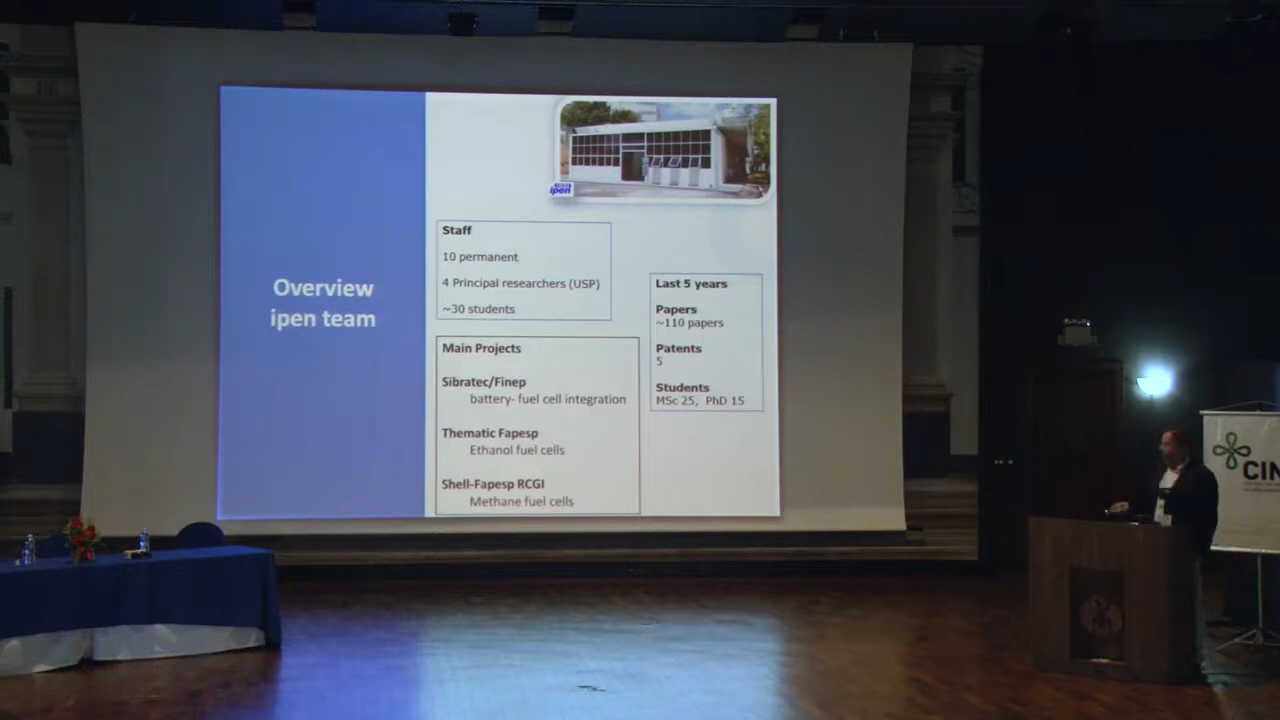 Overview
ipen team
ipen
Staff
10 permanent
4 Principal researchers (USP)
~30 students
Main Projects
Sibratec/Finep
battery- fuel cell integration
Thematic Fapesp
Ethanol fuel cells
Shell-Fapesp RCGI
Methane fuel cells
Last 5 years
Papers
~110 papers
Patents
5
Students
MSc 25, PhD 15